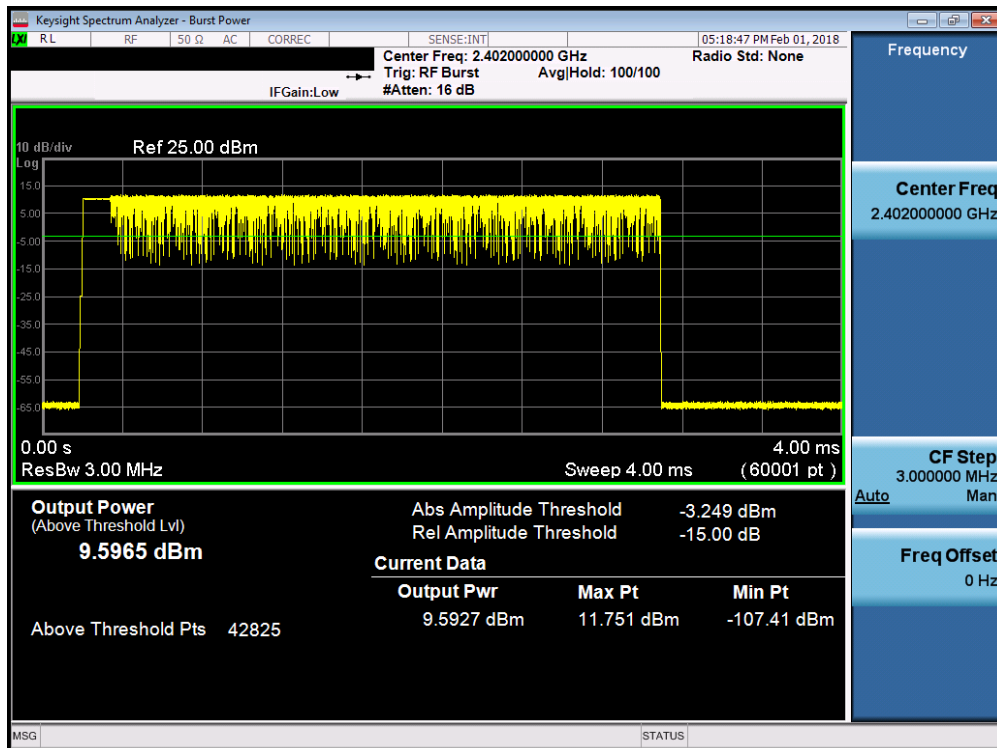 Keysight Spectrum Analyzer - Burst Power
LXI RL RF 50 Ω AC CORREC SENSE:INT 05:18:47 PM Feb 01, 2018
Center Freq: 2.402000000 GHz Radio Std: None
Trig: RF Burst Avg|Hold: 100/100
IFGain:Low #Atten: 16 dB
Frequency
10 dB/div Ref 25.00 dBm
Log
15.0
5.00
-5.00
-15.0
-25.0
-35.0
-45.0
-55.0
-65.0
0.00 s 4.00 ms
ResBw 3.00 MHz Sweep 4.00 ms (60001 pt)
Center Freq
2.402000000 GHz
CF Step
3.000000 MHz
Auto Man
Freq Offset
0 Hz
Output Power
(Above Threshold Lvl)
9.5965 dBm
Above Threshold Pts 42825
Abs Amplitude Threshold -3.249 dBm
Rel Amplitude Threshold -15.00 dB
Current Data
Output Pwr Max Pt Min Pt
9.5927 dBm 11.751 dBm -107.41 dBm
MSG STATUS